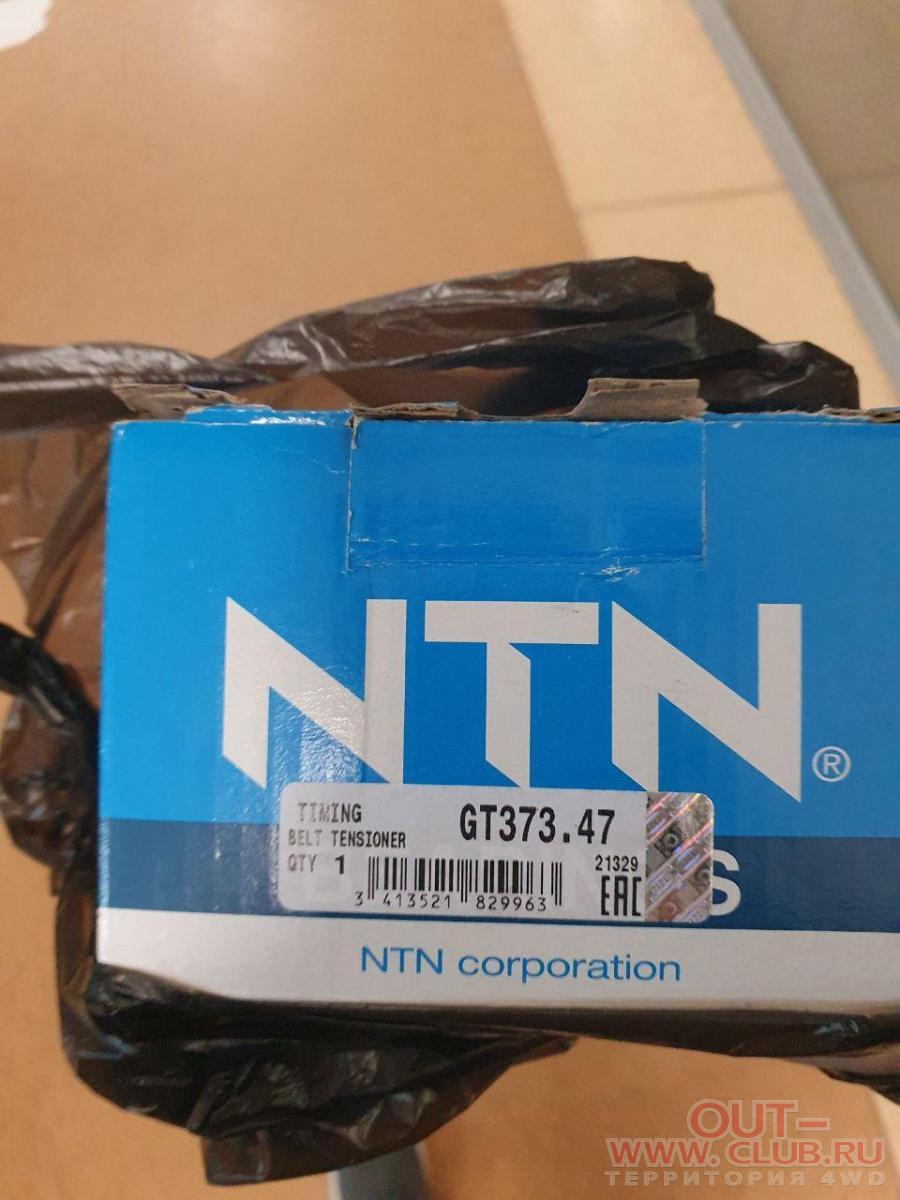 NTN®
TIMING GT373.47
BELT TENSIONER
QTY 1 21329
3 413521 829963 EAC
NTN corporation
OUT-
WWW.CLUB.RU
ТЕРРИТОРИЯ 4WD